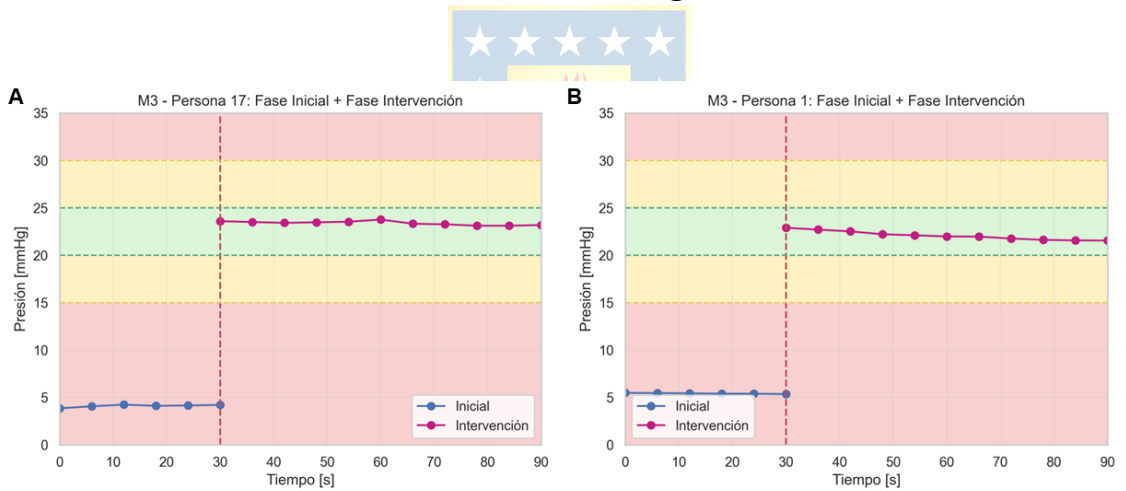 A
M3 - Persona 17: Fase Inicial + Fase Intervención
35
30
25
20
15
10
5
0
Presión [mmHg]
0 10 20 30 40 50 60 70 80 90
Tiempo [s]
Inicial
Intervención
B
M3 - Persona 1: Fase Inicial + Fase Intervención
35
30
25
20
15
10
5
0
Presión [mmHg]
0 10 20 30 40 50 60 70 80 90
Tiempo [s]
Inicial
Intervención